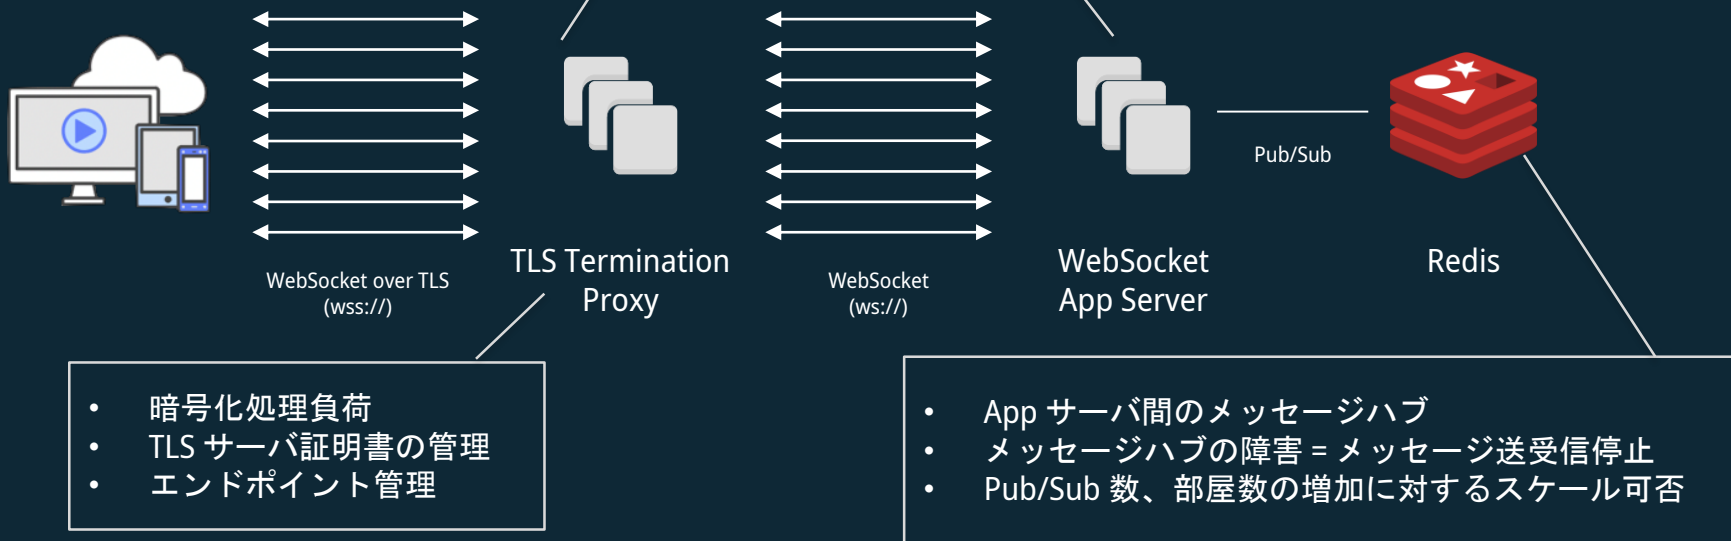 WebSocket over TLS
(wss://)
TLS Termination
Proxy
WebSocket
(ws://)
WebSocket
App Server
Pub/Sub
Redis
• 暗号化処理負荷
• TLS サーバ証明書の管理
• エンドポイント管理
• App サーバ間のメッセージハブ
• メッセージハブの障害 = メッセージ送受信停止
• Pub/Sub 数、部屋数の増加に対するスケール可否